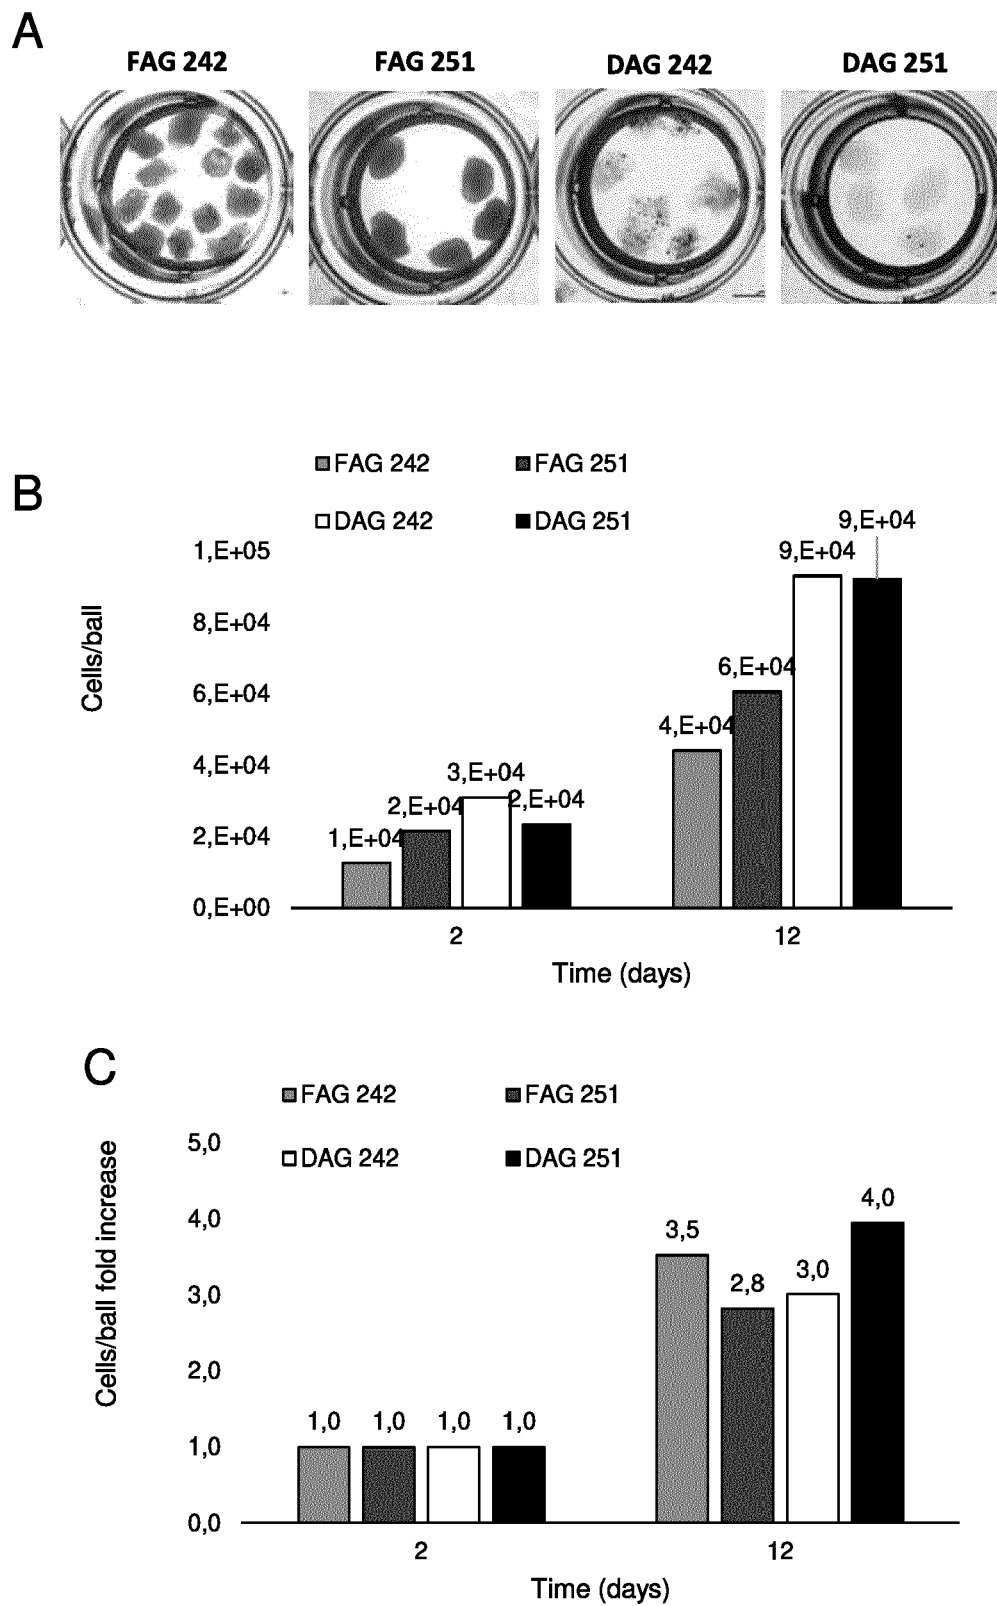 A
FAG 242 FAG 251 DAG 242 DAG 251
B
FAG 242 FAG 251
DAG 242 DAG 251
Cells/ball
1,E+05
8,E+04
6,E+04
4,E+04
2,E+04
0,E+00
1,E+04 2,E+04 3,E+04 2,E+04
4,E+04 6,E+04 9,E+04 9,E+04
2 12
Time (days)
C
FAG 242 FAG 251
DAG 242 DAG 251
Cells/ball fold increase
5,0
4,0
3,0
2,0
1,0
0,0
1,0 1,0 1,0 1,0
3,5 2,8 3,0 4,0
2 12
Time (days)